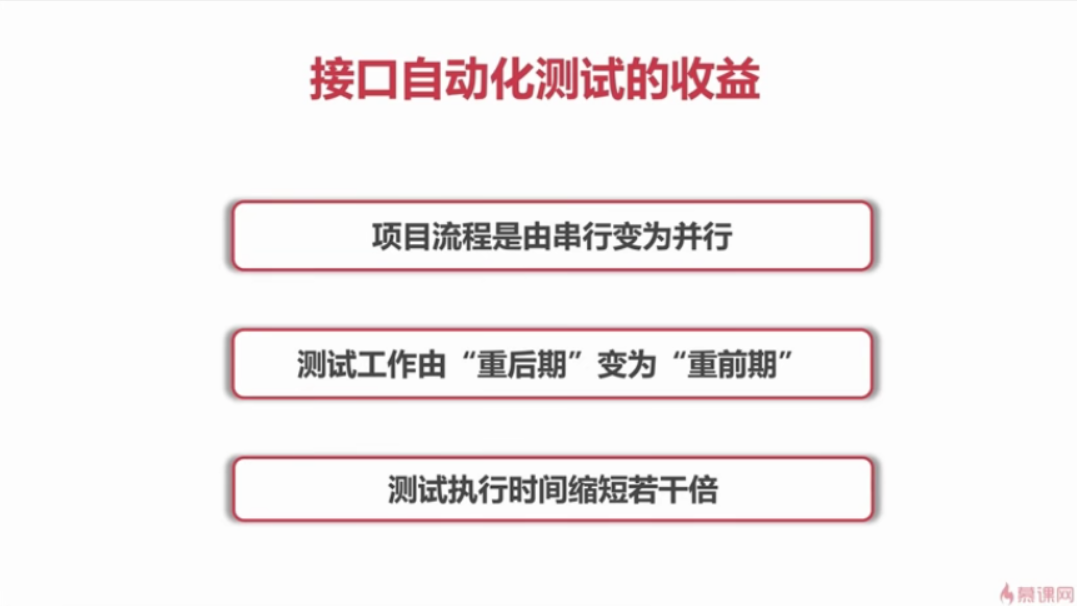 接口自动化测试的收益
项目流程是由串行变为并行
测试工作由“重后期”变为“重前期”
测试执行时间缩短若干倍
慕课网